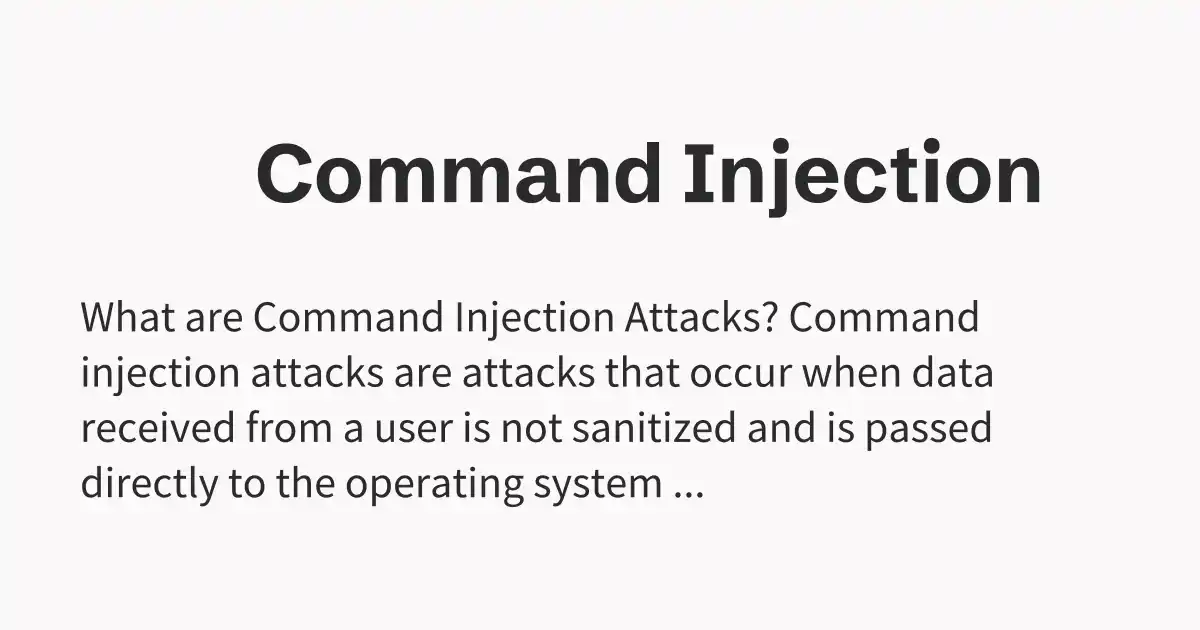 Command Injection
What are Command Injection Attacks? Command
injection attacks are attacks that occur when data
received from a user is not sanitized and is passed
directly to the operating system ...